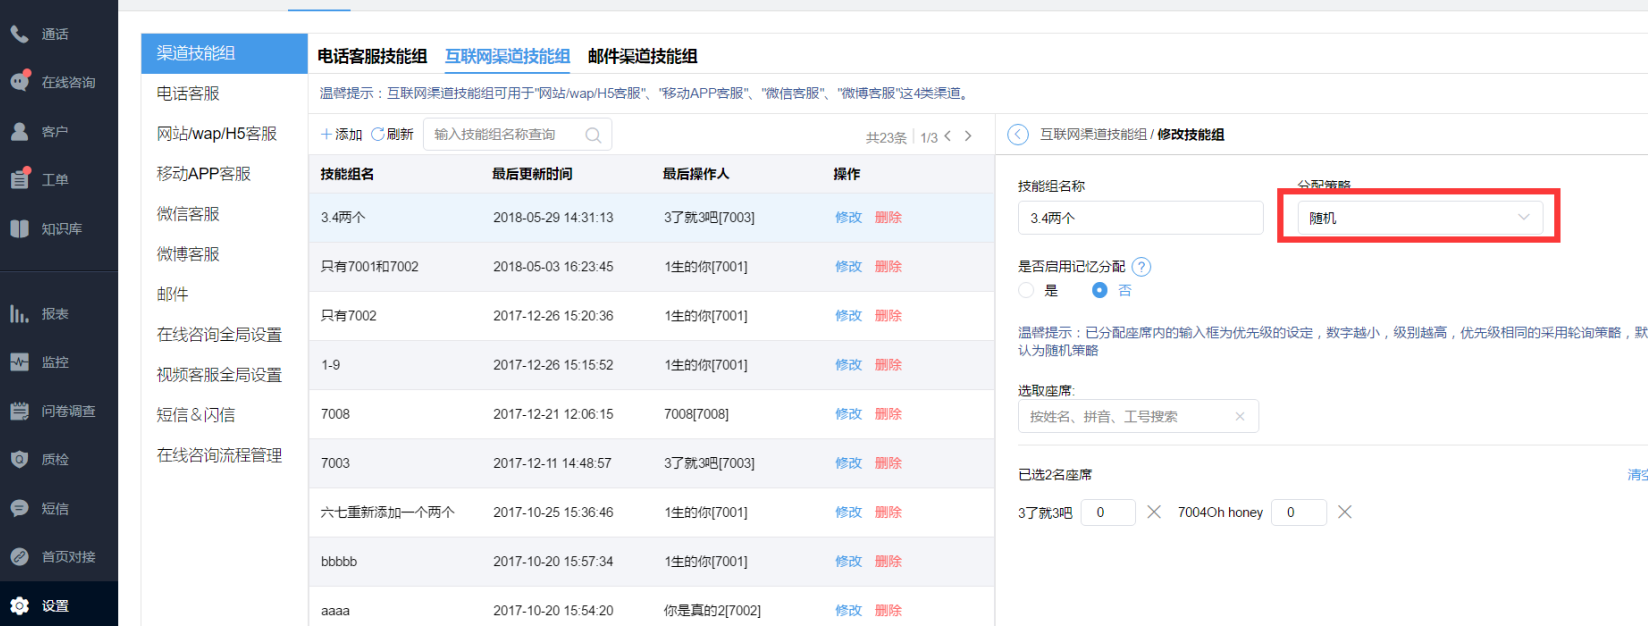 通话
在线咨询
客户
工单
知识库
报表
监控
问卷调查
质检
短信
首页对接
设置
渠道技能组
电话客服
网站/wap/H5客服
移动APP客服
微信客服
微博客服
邮件
在线咨询全局设置
视频客服全局设置
短信＆闪信
在线咨询流程管理
电话客服技能组 互联网渠道技能组 邮件渠道技能组
温馨提示：互联网渠道技能组可用于"网站/wap/H5客服"、"移动APP客服"、"微信客服"、"微博客服"这4类渠道。
添加 刷新 输入技能组名称查询 共23条 1/3
技能组名 最后更新时间 最后操作人 操作
3.4两个 2018-05-29 14:31:13 3了就3吧[7003] 修改 删除
只有7001和7002 2018-05-03 16:23:45 1生的你[7001] 修改 删除
只有7002 2017-12-26 15:20:36 1生的你[7001] 修改 删除
1-9 2017-12-26 15:15:52 1生的你[7001] 修改 删除
7008 2017-12-21 12:06:15 7008[7008] 修改 删除
7003 2017-12-11 14:48:57 3了就3吧[7003] 修改 删除
六七重新添加一个两个 2017-10-25 15:36:46 1生的你[7001] 修改 删除
bbbbb 2017-10-20 15:57:34 1生的你[7001] 修改 删除
aaaa 2017-10-20 15:54:20 你是真的2[7002] 修改 删除
互联网渠道技能组 / 修改技能组
技能组名称 分配策略
3.4两个 随机
是否启用记忆分配 ?
是 否
温馨提示：已分配座席内的输入框为优先级的设定，数字越小，级别越高，优先级相同的采用轮询策略，默
认为随机策略
选取座席:
按姓名、拼音、工号搜索
已选2名座席 清空
3了就3吧 0 7004Oh honey 0